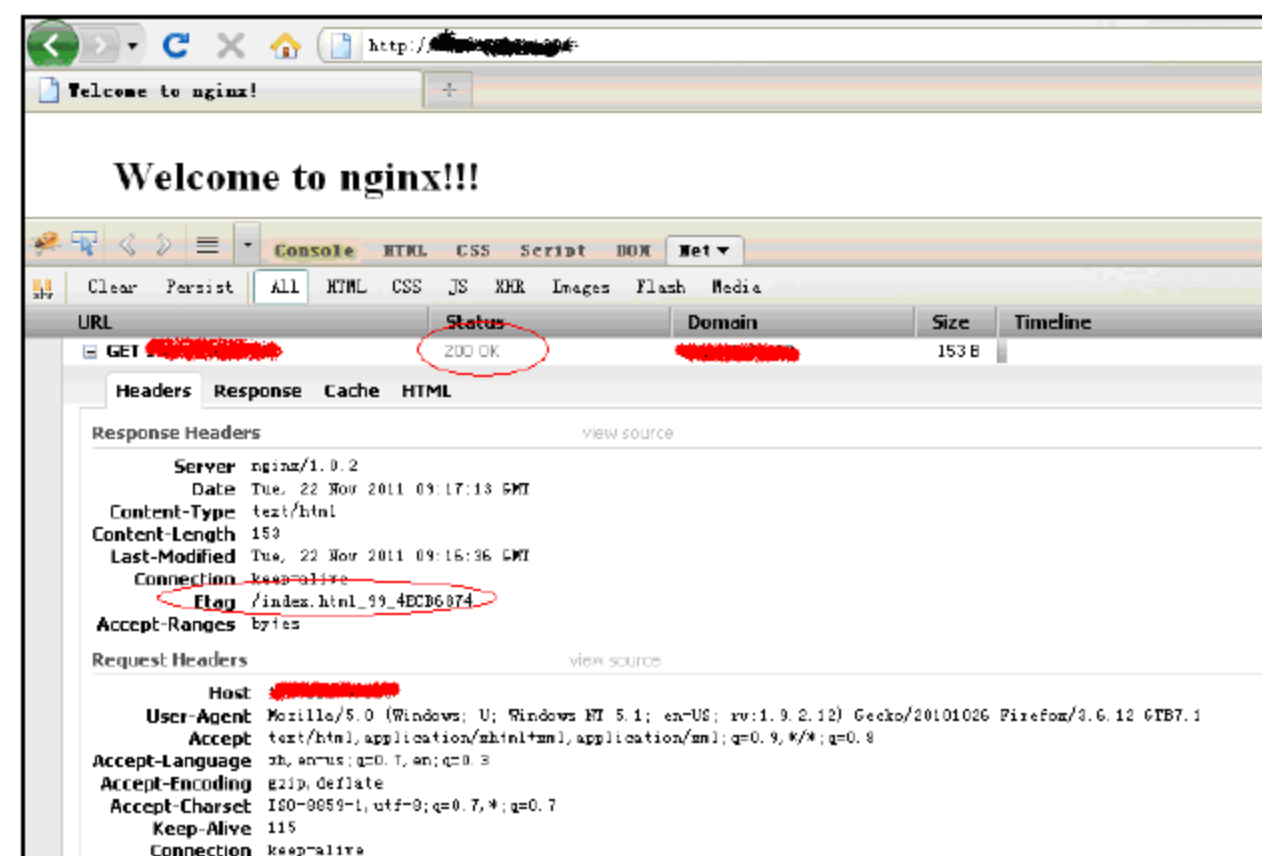 http:/
Welcome to nginx!
Welcome to nginx!!!
Console HTML CSS Script DOM Net
Clear Persist All HTML CSS JS XHR Images Flash Media
URL Status Domain Size Timeline
GET 200 OK 153 B
Headers Response Cache HTML
Response Headers view source
Server nginx/1.0.2
Date Tue, 22 Nov 2011 09:17:13 GMT
Content-Type text/html
Content-Length 153
Last-Modified Tue, 22 Nov 2011 09:16:36 GMT
Connection keep-alive
Etag /index.html_99_4ECB6874
Accept-Ranges bytes
Request Headers view source
Host
User-Agent Mozilla/5.0 (Windows; U; Windows NT 5.1; en-US; rv:1.9.2.12) Gecko/20101026 Firefox/3.6.12 GTB7.1
Accept text/html,application/xhtml+xml,application/xml;q=0.9,*/*;q=0.8
Accept-Language zh,en-us;q=0.7,en;q=0.3
Accept-Encoding gzip,deflate
Accept-Charset ISO-8859-1,utf-8;q=0.7,*;q=0.7
Keep-Alive 115
Connection keep-alive